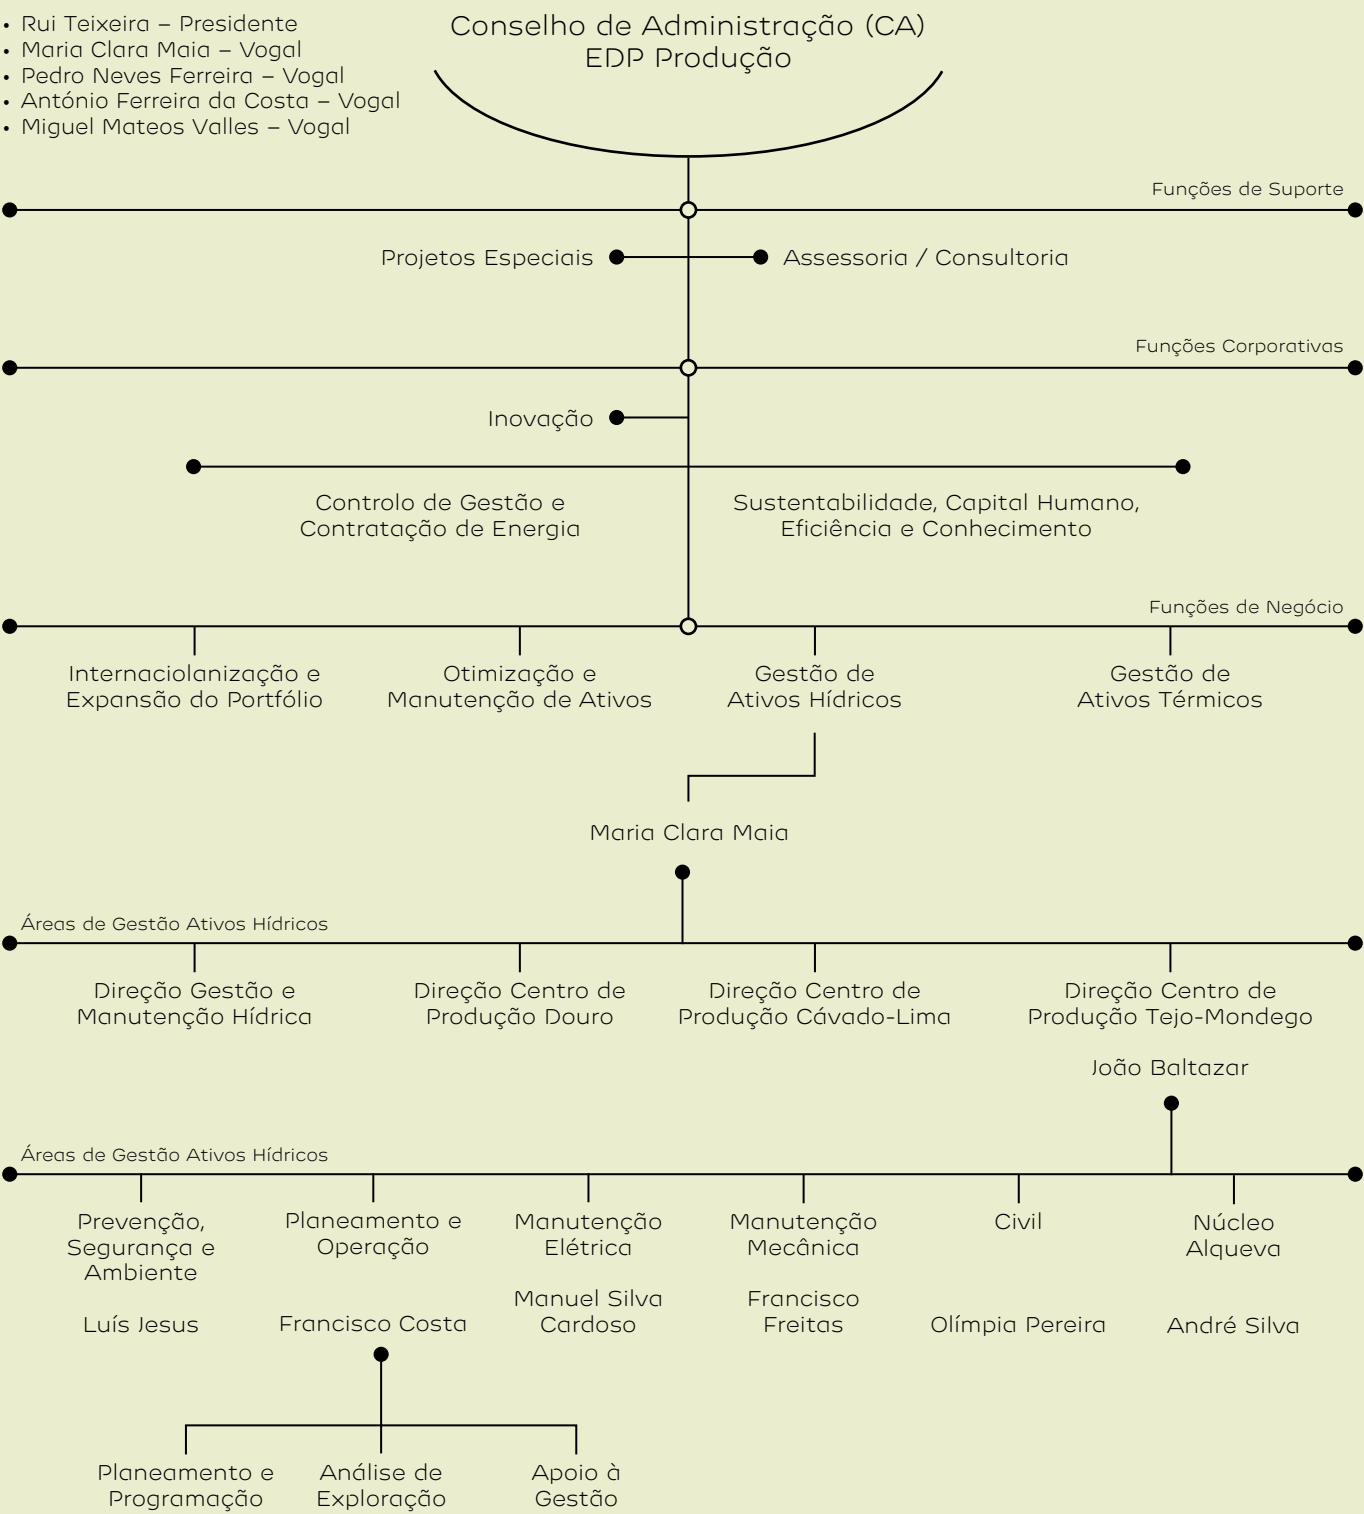 • Rui Teixeira – Presidente
• Maria Clara Maia – Vogal
• Pedro Neves Ferreira – Vogal
• António Ferreira da Costa – Vogal
• Miguel Mateos Valles – Vogal
Conselho de Administração (CA)
EDP Produção
Funções de Suporte
Projetos Especiais
Assessoria / Consultoria
Funções Corporativas
Inovação
Controlo de Gestão e
Contratação de Energia
Sustentabilidade, Capital Humano,
Eficiência e Conhecimento
Funções de Negócio
Internaciolanização e
Expansão do Portfólio
Otimização e
Manutenção de Ativos
Gestão de
Ativos Hídricos
Gestão de
Ativos Térmicos
Maria Clara Maia
Áreas de Gestão Ativos Hídricos
Direção Gestão e
Manutenção Hídrica
Direção Centro de
Produção Douro
Direção Centro de
Produção Cávado-Lima
Direção Centro de
Produção Tejo-Mondego
João Baltazar
Áreas de Gestão Ativos Hídricos
Prevenção,
Segurança e
Ambiente
Luís Jesus
Planeamento e
Operação
Francisco Costa
Manutenção
Elétrica
Manuel Silva
Cardoso
Manutenção
Mecânica
Francisco
Freitas
Civil
Olímpia Pereira
Núcleo
Alqueva
André Silva
Planeamento e
Programação
Análise de
Exploração
Apoio à
Gestão